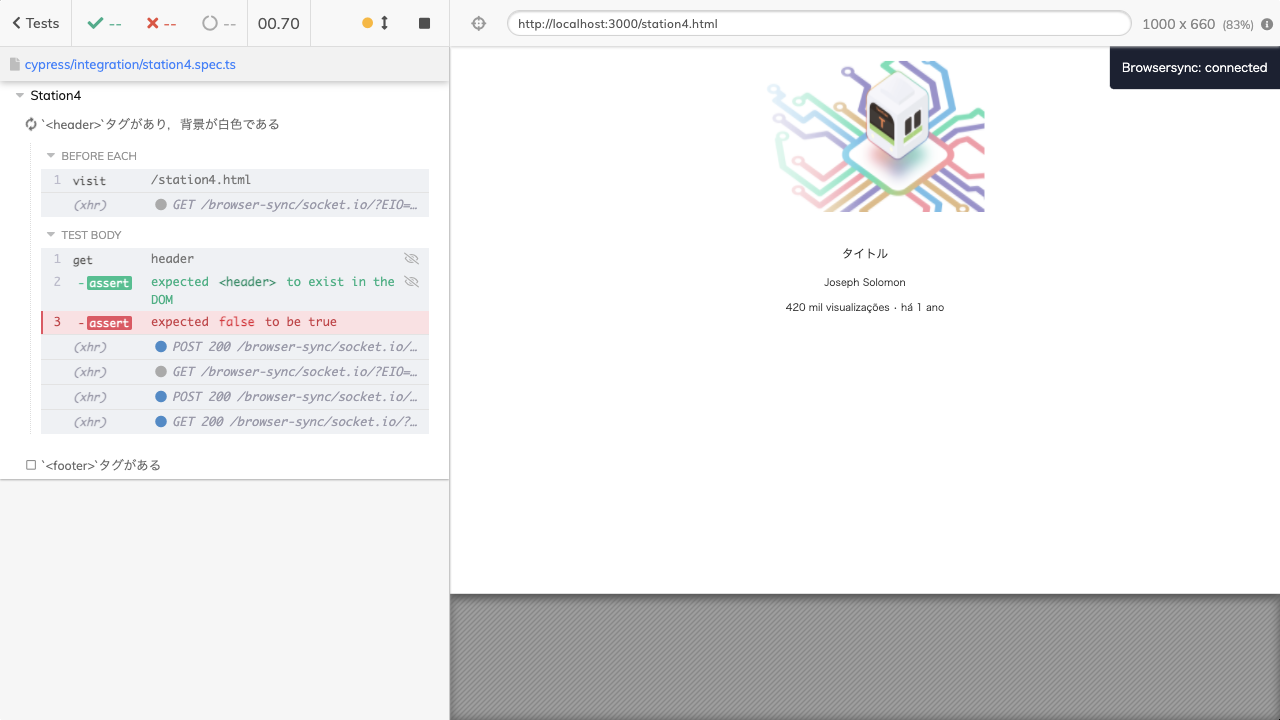 Tests
--
--
--
00.70
http://localhost:3000/station4.html
1000 x 660 (83%)
cypress/integration/station4.spec.ts
Browsersync: connected
Station4
`<header>`タグがあり，背景が白色である
BEFORE EACH
1 visit /station4.html
(xhr) GET /browser-sync/socket.io/?EIO=…
TEST BODY
1 get header
2 -assert expected <header> to exist in the
DOM
3 -assert expected false to be true
(xhr) POST 200 /browser-sync/socket.io/…
(xhr) GET /browser-sync/socket.io/?EIO=…
(xhr) POST 200 /browser-sync/socket.io/…
(xhr) GET 200 /browser-sync/socket.io/?…
`<footer>`タグがある
T
タイトル
Joseph Solomon
420 mil visualizações · há 1 ano